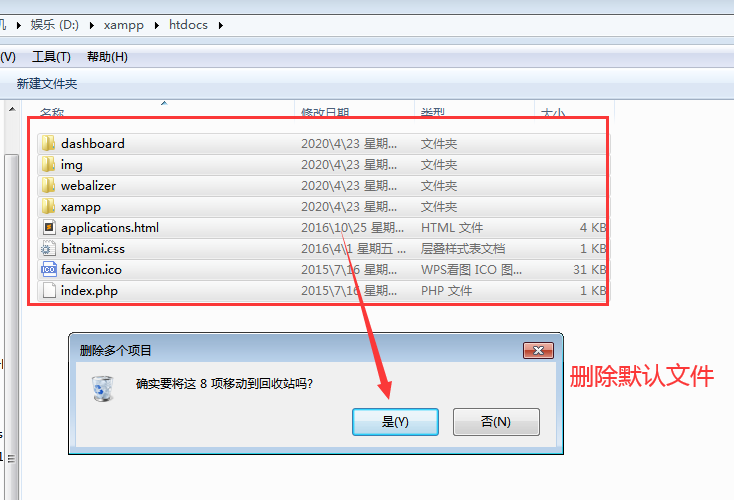 机 ▸ 娱乐 (D:) ▸ xampp ▸ htdocs ▸
(V) 工具(T) 帮助(H)
新建文件夹
名称 修改日期 类型 大小
dashboard 2020\4\23 星期... 文件夹
img 2020\4\23 星期... 文件夹
webalizer 2020\4\23 星期... 文件夹
xampp 2020\4\23 星期... 文件夹
applications.html 2016\10\25 星期... HTML 文件 4 KB
bitnami.css 2016\4\1 星期五 ... 层叠样式表文档 1 KB
favicon.ico 2015\7\16 星期... WPS看图 ICO 图... 31 KB
index.php 2015\7\16 星期... PHP 文件 1 KB
删除多个项目
确实要将这 8 项移动到回收站吗?
删除默认文件
是(Y) 否(N)